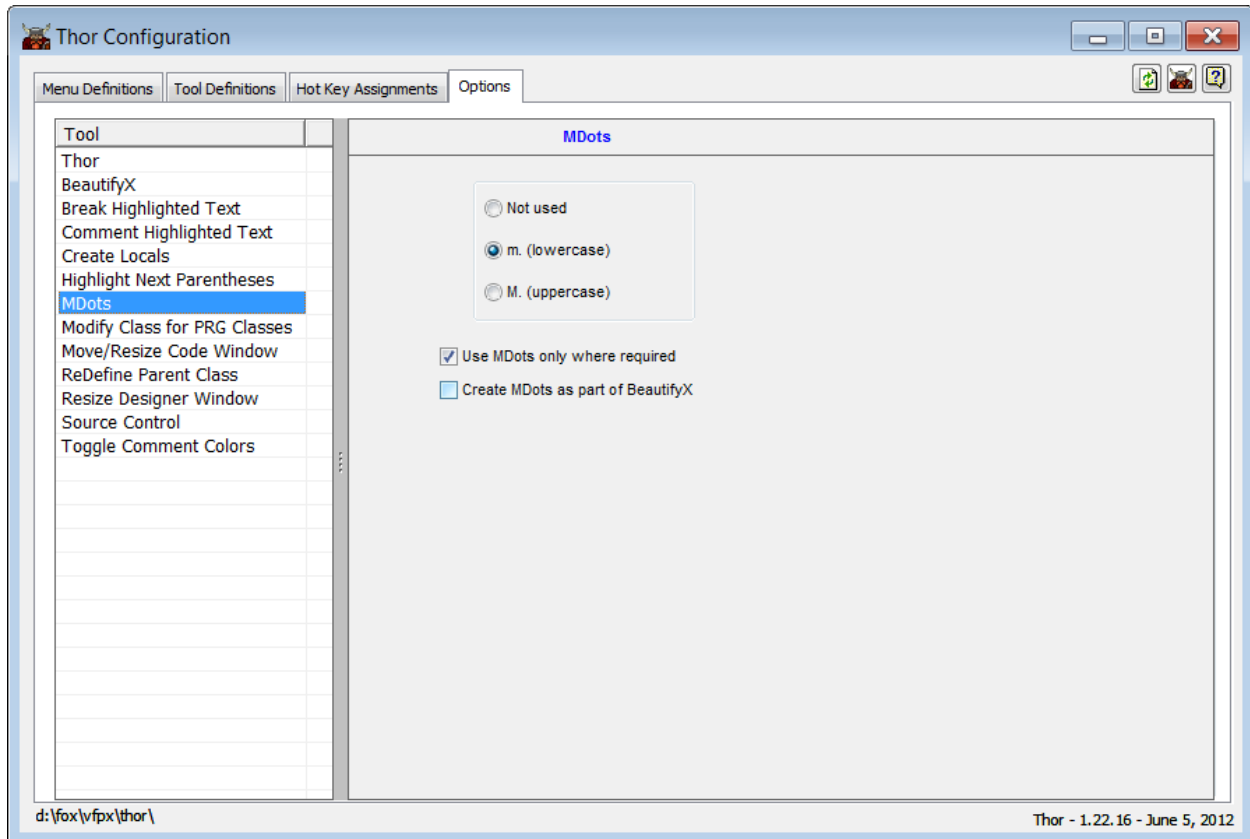 Thor Configuration
Menu Definitions Tool Definitions Hot Key Assignments Options
Tool
MDots
Thor
BeautifyX
Break Highlighted Text
Comment Highlighted Text
Create Locals
Highlight Next Parentheses
MDots
Modify Class for PRG Classes
Move/Resize Code Window
ReDefine Parent Class
Resize Designer Window
Source Control
Toggle Comment Colors
Not used
m. (lowercase)
M. (uppercase)
Use MDots only where required
Create MDots as part of BeautifyX
d:\fox\vfpx\thor\
Thor - 1.22.16 - June 5, 2012